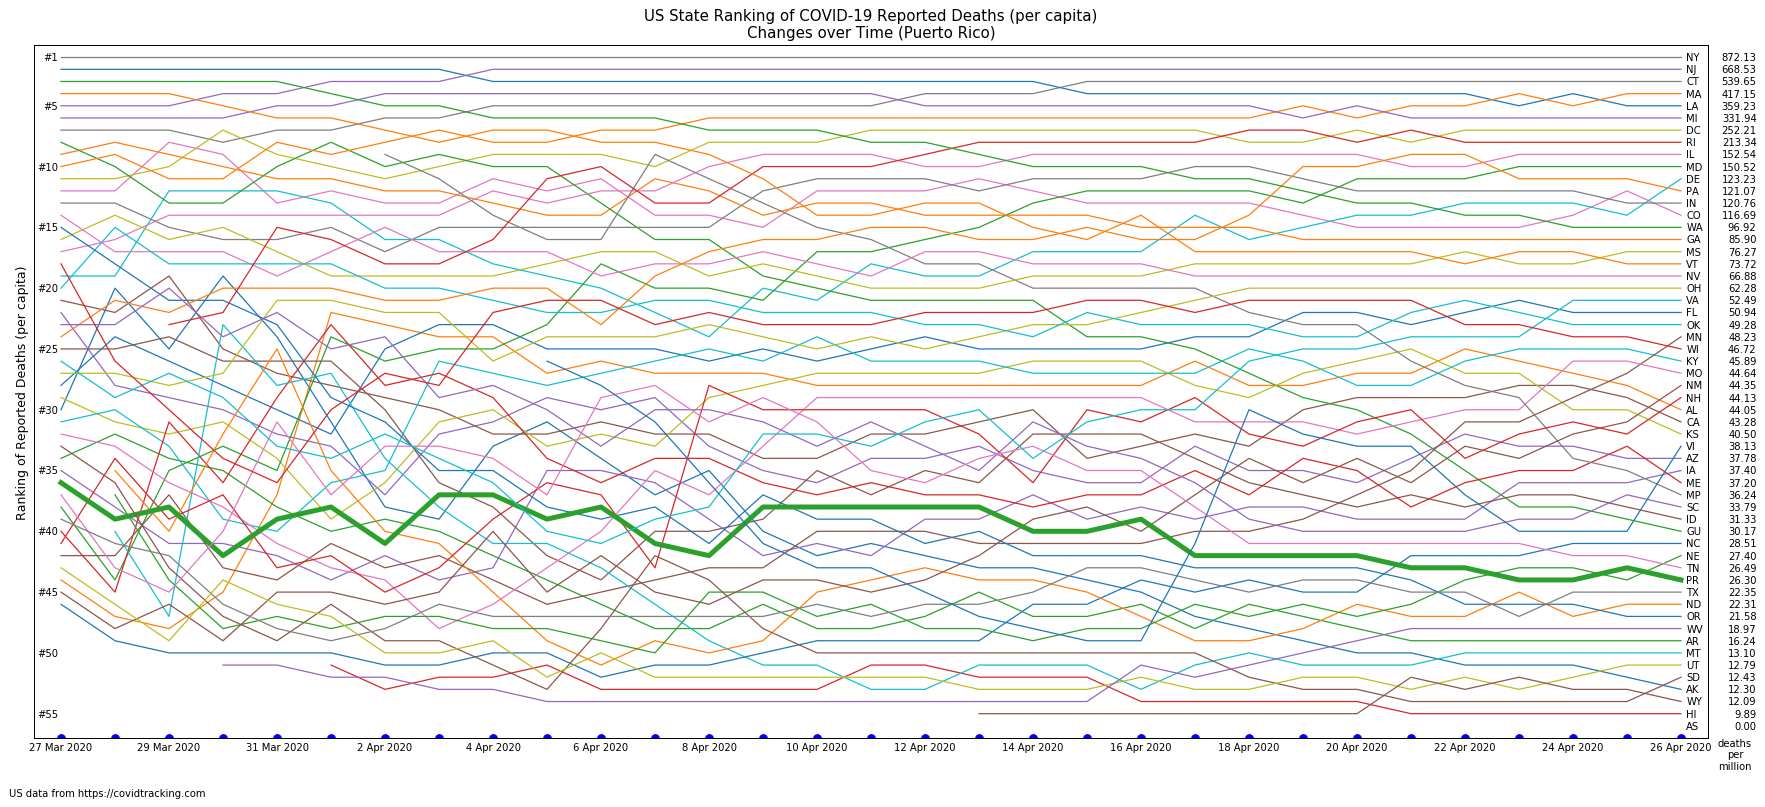 US State Ranking of COVID-19 Reported Deaths (per capita)
Changes over Time (Puerto Rico)
Ranking of Reported Deaths (per capita)
#1
#5
#10
#15
#20
#25
#30
#35
#40
#45
#50
#55
NY 872.13
NJ 668.53
CT 539.65
MA 417.15
LA 359.23
MI 331.94
DC 252.21
RI 213.34
IL 152.54
MD 150.52
DE 123.23
PA 121.07
IN 120.76
CO 116.69
WA 96.92
GA 85.90
MS 76.27
VT 73.72
NV 66.88
OH 62.28
VA 52.49
FL 50.94
OK 49.28
MN 48.23
WI 46.72
KY 45.89
MO 44.64
NM 44.35
NH 44.13
AL 44.05
CA 43.28
KS 40.50
VI 38.13
AZ 37.78
IA 37.40
ME 37.20
MP 36.24
SC 33.79
ID 31.33
GU 30.17
NC 28.51
NE 27.40
TN 26.49
PR 26.30
TX 22.35
ND 22.31
OR 21.58
WV 18.97
AR 16.24
MT 13.10
UT 12.79
SD 12.43
AK 12.30
WY 12.09
HI 9.89
AS 0.00
27 Mar 2020 29 Mar 2020 31 Mar 2020 2 Apr 2020 4 Apr 2020 6 Apr 2020 8 Apr 2020 10 Apr 2020 12 Apr 2020 14 Apr 2020 16 Apr 2020 18 Apr 2020 20 Apr 2020 22 Apr 2020 24 Apr 2020 26 Apr 2020
deaths
per
million
US data from https://covidtracking.com